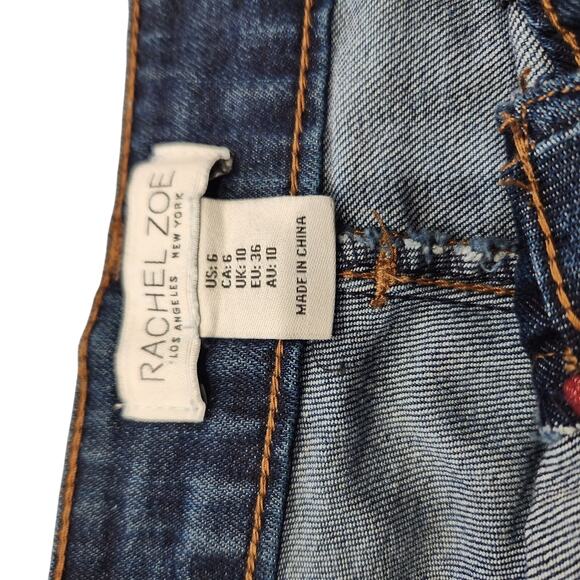 RACHEL ZOE
LOS ANGELES NEW YORK
US: 6
CA: 6
UK: 10
EU: 36
AU: 10
MADE IN CHINA